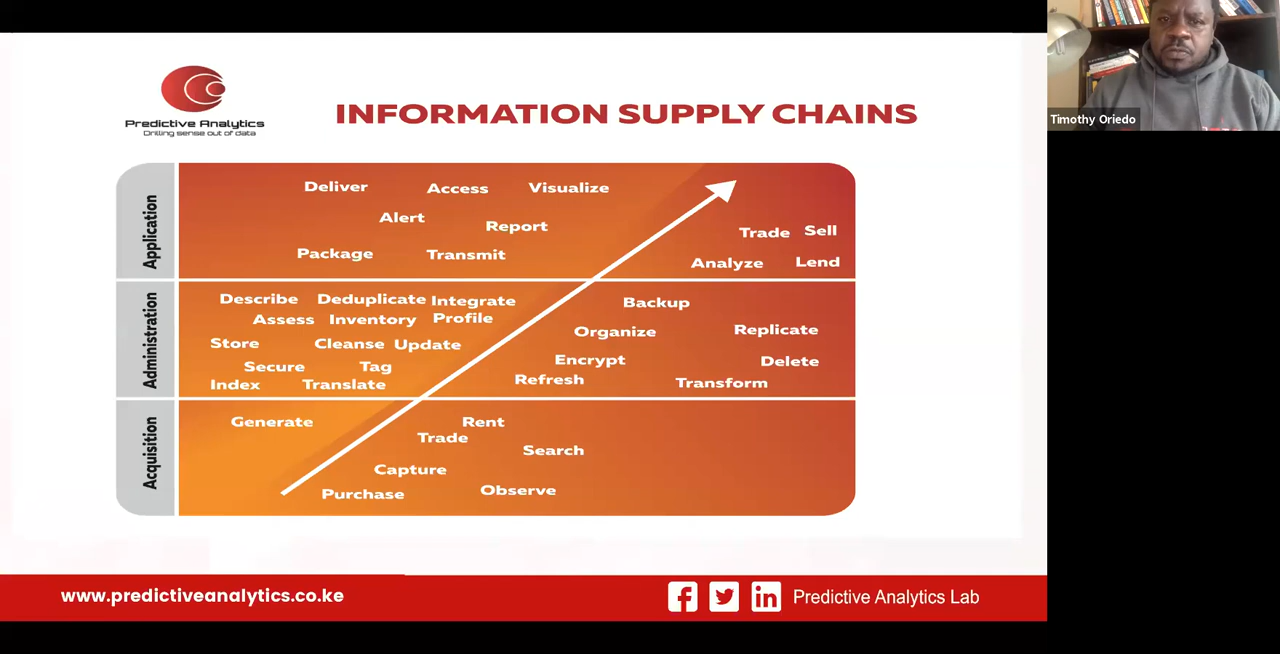 Predictive Analytics
Drilling sense out of data
INFORMATION SUPPLY CHAINS
Application
Deliver Access Visualize
Alert Report
Package Transmit
Trade Sell
Analyze Lend
Administration
Describe Deduplicate Integrate
Assess Inventory Profile
Store Cleanse Update
Secure Tag
Index Translate
Backup
Organize Replicate
Encrypt Delete
Refresh Transform
Acquisition
Generate Rent
Trade
Search
Capture
Purchase Observe
www.predictiveanalytics.co.ke
Predictive Analytics Lab
Timothy Oriedo